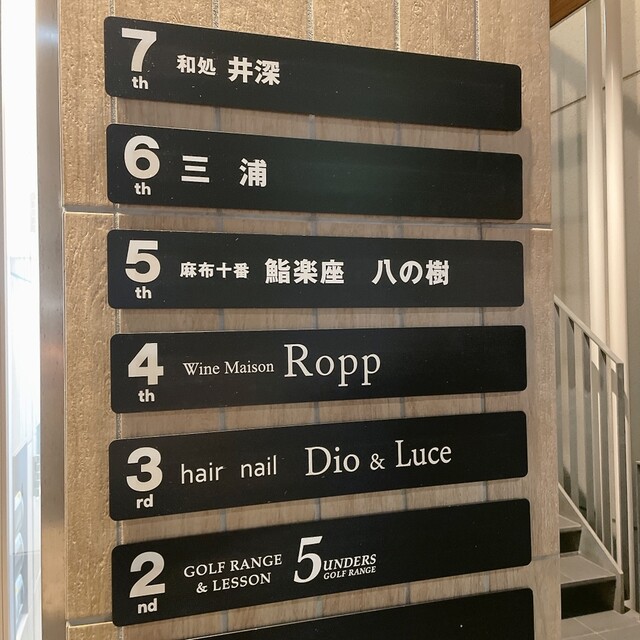 7th 和処 井深
6th 三 浦
5th 麻布十番 鮨楽座 八の樹
4th Wine Maison Ropp
3rd hair nail Dio & Luce
2nd GOLF RANGE & LESSON 5UNDERS GOLF RANGE